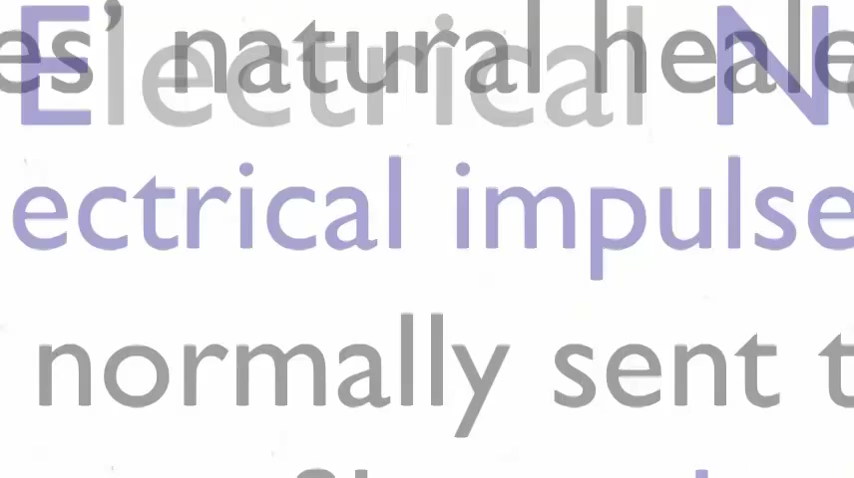 es' natural heale
Electrical N
ectrical impulse
normally sent t